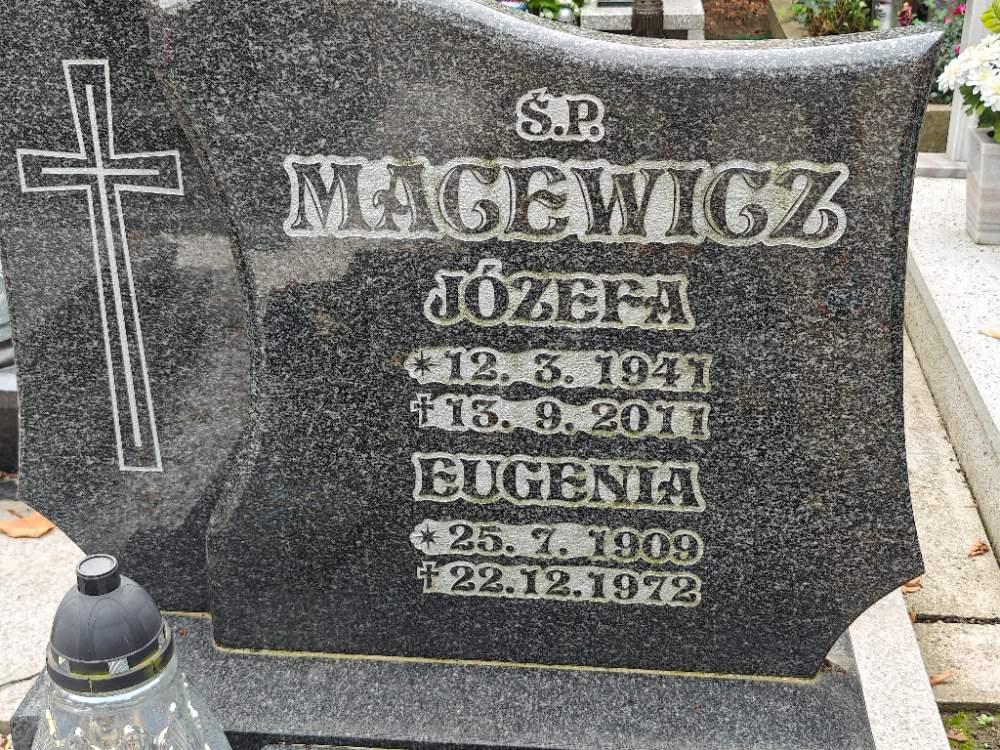 Ś.P.
MACEWICZ
JÓZEFA
* 12. 3. 1941
† 13. 9. 2011
EUGENIA
* 25. 7. 1909
† 22.12.1972